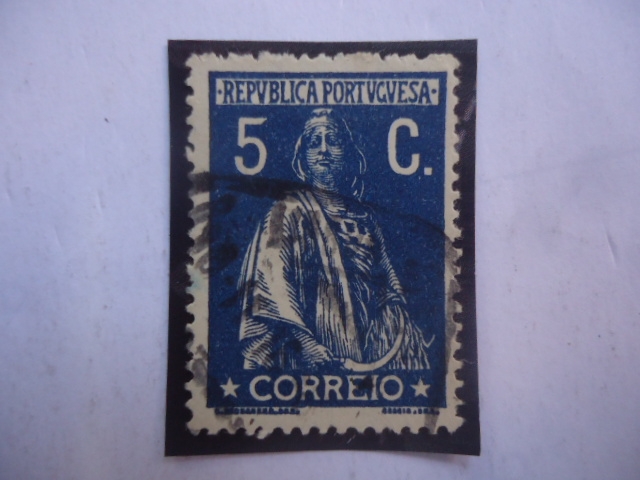 ·REPVBLICA PORTVGVESA·
5 C.
★ CORREIO ★